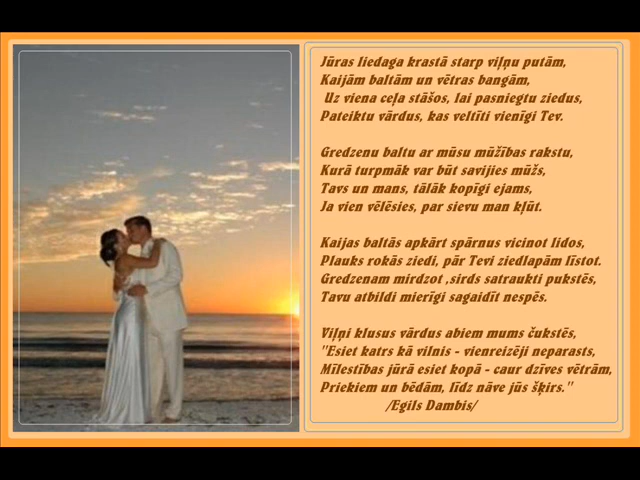 Jūras liedaga krastā starp viļņu putām,
Kaijām baltām un vētras bangām,
Uz viena ceļa stāšos, lai pasniegtu ziedus,
Pateiktu vārdus, kas veltīti vienīgi Tev.
Gredzenu baltu ar mūsu mūžības rakstu,
Kurā turpmāk var būt savijies mūžs,
Tavs un mans, tālāk kopīgi ejams,
Ja vien vēlēsies, par sievu man kļūt.
Kaijas baltās apkārt spārnus vicinot lidos,
Plauks rokās ziedi, pār Tevi ziedlapām līstot.
Gredzenam mirdzot ,sirds satraukti pukstēs,
Tavu atbildi mierīgi sagaidīt nespēs.
Viļņi klusus vārdus abiem mums čukstēs,
"Esiet katrs kā vilnis - vienreizēji neparasts,
Mīlestības jūrā esiet kopā - caur dzīves vētrām,
Priekiem un bēdām, līdz nāve jūs šķirs."
/Egils Dambis/